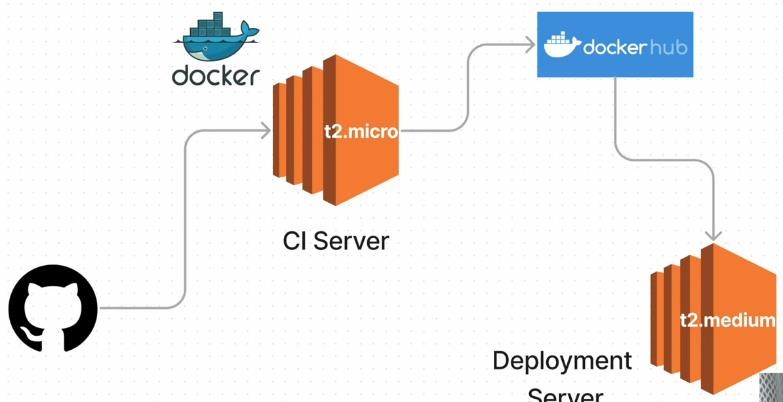 docker
t2.micro
dockerhub
CI Server
t2.medium
Deployment
Server